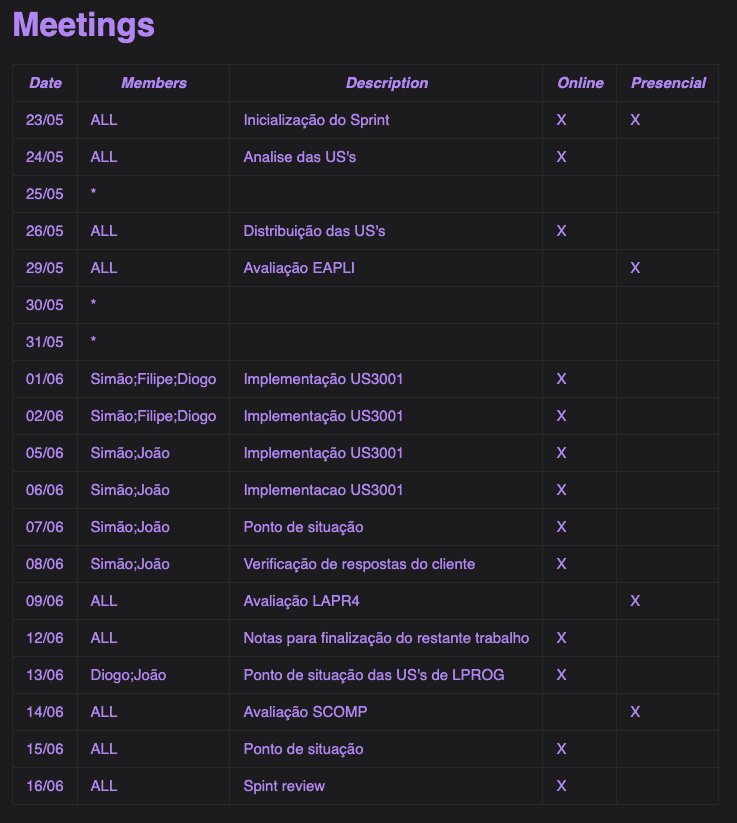 Meetings
Date Members Description Online Presencial
23/05 ALL Inicialização do Sprint X X
24/05 ALL Analise das US's X
25/05 *
26/05 ALL Distribuição das US's X
29/05 ALL Avaliação EAPLI X
30/05 *
31/05 *
01/06 Simão;Filipe;Diogo Implementação US3001 X
02/06 Simão;Filipe;Diogo Implementação US3001 X
05/06 Simão;João Implementação US3001 X
06/06 Simão;João Implementacao US3001 X
07/06 Simão;João Ponto de situação X
08/06 Simão;João Verificação de respostas do cliente X
09/06 ALL Avaliação LAPR4 X
12/06 ALL Notas para finalização do restante trabalho X
13/06 Diogo;João Ponto de situação das US's de LPROG X
14/06 ALL Avaliação SCOMP X
15/06 ALL Ponto de situação X
16/06 ALL Spint review X